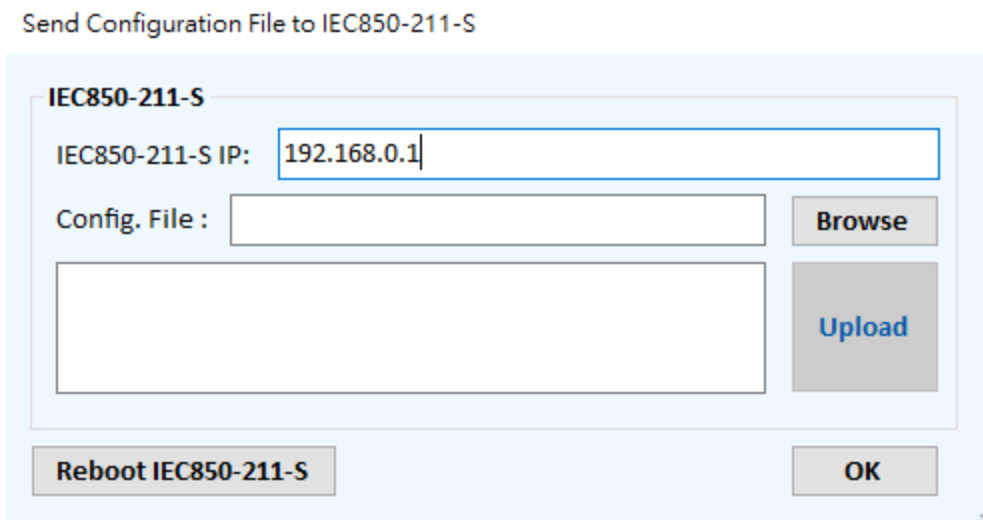 Send Configuration File to IEC850-211-S
IEC850-211-S
IEC850-211-S IP: 192.168.0.1
Config. File : Browse
Upload
Reboot IEC850-211-S OK